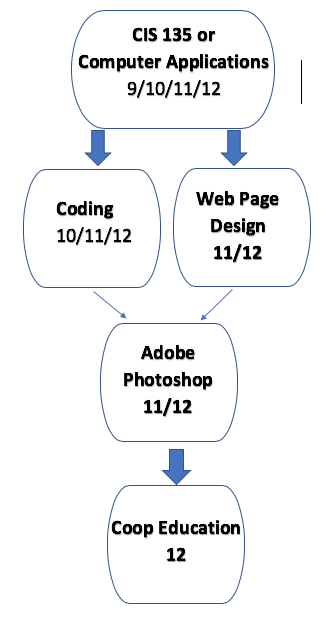 CIS 135 or
Computer Applications
9/10/11/12
Coding
10/11/12
Web Page
Design
11/12
Adobe
Photoshop
11/12
Coop Education
12